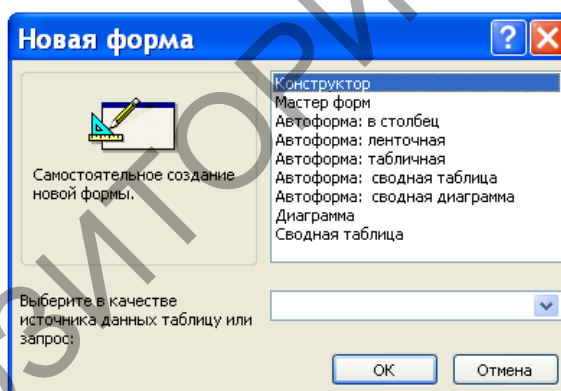 Новая форма
Конструктор
Мастер форм
Автоформа: в столбец
Автоформа: ленточная
Автоформа: табличная
Автоформа: сводная таблица
Автоформа: сводная диаграмма
Диаграмма
Сводная таблица
Самостоятельное создание
новой формы.
Выберите в качестве
источника данных таблицу или
запрос:
ОК
Отмена